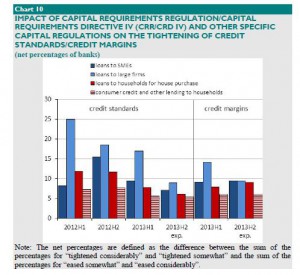 Chart 10
IMPACT OF CAPITAL REQUIREMENTS REGULATION/CAPITAL
REQUIREMENTS DIRECTIVE IV (CRR/CRD IV) AND OTHER SPECIFIC
CAPITAL REGULATIONS ON THE TIGHTENING OF CREDIT
STANDARDS/CREDIT MARGINS
(net percentages of banks)
loans to SMEs
loans to large firms
loans to households for house purchase
consumer credit and other lending to households
30
25
20
15
10
5
0
credit standards
credit margins
2012H1 2012H2 2013H1 2013H2 exp. 2013H1 2013H2 exp.
Note: The net percentages are defined as the difference between the sum of the
percentages for “tightened considerably” and “tightened somewhat” and the sum of the
percentages for “eased somewhat” and “eased considerably”.